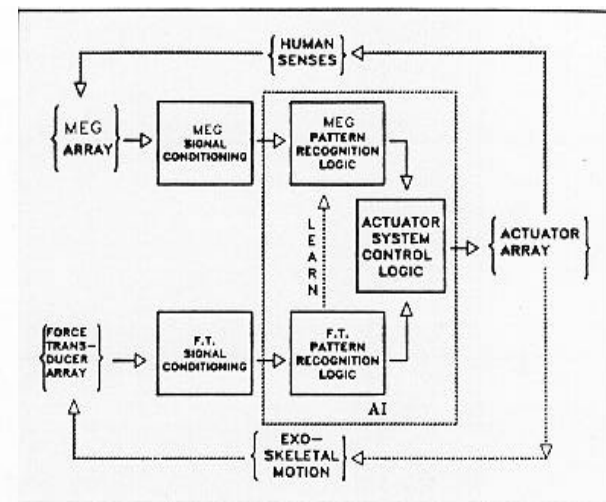 HUMAN
SENSES
MEG
ARRAY
MEG
SIGNAL
CONDITIONING
MEG
PATTERN
RECOGNITION
LOGIC
LEARN
ACTUATOR
SYSTEM
CONTROL
LOGIC
ACTUATOR
ARRAY
FORCE
TRANS-
DUCER
ARRAY
F.T.
SIGNAL
CONDITIONING
F.T.
PATTERN
RECOGNITION
LOGIC
AI
EXO-
SKELETAL
MOTION